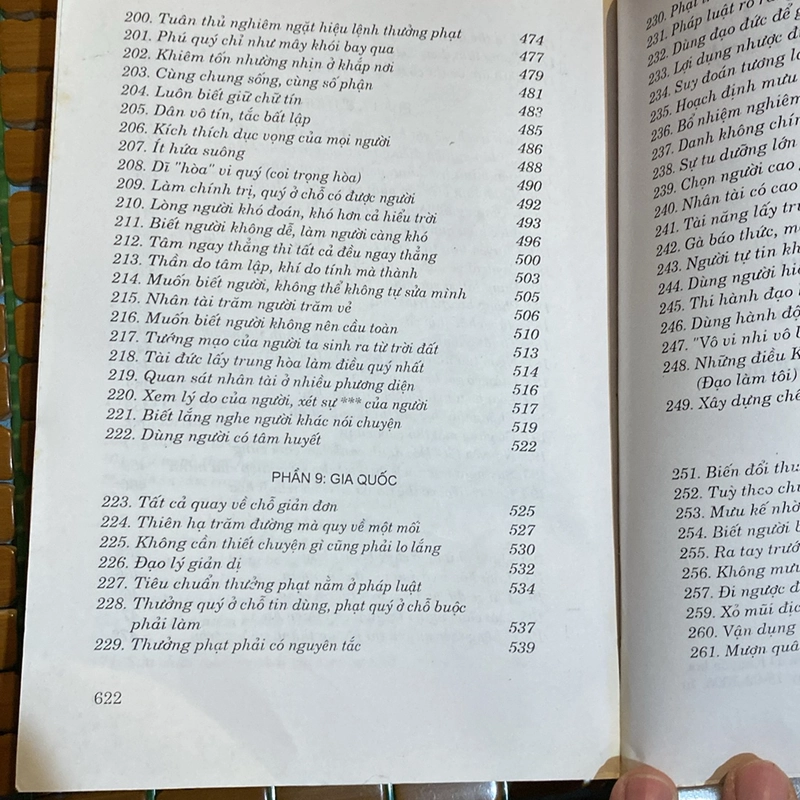 200. Tuân thủ nghiêm ngặt hiệu lệnh thưởng phạt 474
201. Phú quý chỉ như mây khói bay qua 477
202. Khiêm tốn nhường nhịn ở khắp nơi 479
203. Cùng chung sống, cùng số phận 481
204. Luôn biết giữ chữ tín 483
205. Dân vô tín, tắc bất lập 485
206. Kích thích dục vọng của mọi người 486
207. Ít hứa suông 488
208. Dĩ "hòa" vi quý (coi trọng hòa) 490
209. Làm chính trị, quý ở chỗ có được người 492
210. Lòng người khó đoán, khó hơn cả hiểu trời 493
211. Biết người không dễ, làm người càng khó 496
212. Tâm ngay thẳng thì tất cả đều ngay thẳng 500
213. Thần do tâm lập, khí do tính mà thành 503
214. Muốn biết người, không thể không tự sửa mình 505
215. Nhân tài trăm người trăm vẻ 506
216. Muốn biết người không nên cầu toàn 510
217. Tướng mạo của người ta sinh ra từ trời đất 513
218. Tài đức lấy trung hòa làm điều quý nhất 514
219. Quan sát nhân tài ở nhiều phương diện 516
220. Xem lý do của người, xét sự *** của người 517
221. Biết lắng nghe người khác nói chuyện 519
222. Dùng người có tâm huyết 522
PHẦN 9: GIA QUỐC
223. Tất cả quay về chỗ giản đơn 525
224. Thiên hạ trăm đường mà quy về một mối 527
225. Không cần thiết chuyện gì cũng phải lo lắng 530
226. Đạo lý giản dị 532
227. Tiêu chuẩn thưởng phạt nằm ở pháp luật 534
228. Thưởng quý ở chỗ tin dùng, phạt quý ở chỗ buộc
phải làm 537
229. Thưởng phạt phải có nguyên tắc 539
622
230. Phạt
231. Pháp luật rõ
232. Dùng đạo đức để
233. Lợi dụng nhược
234. Suy đoán tương
235. Hoạch định mưu
236. Bổ nhiệm nghiêm
237. Danh không chín
238. Sự tu dưỡng lớn
239. Chọn người cao
240. Nhân tài có cao
241. Tài năng lấy
242. Gà báo thức,
243. Người tự tin
244. Dùng người
245. Thi hành đạo
246. Dùng hành
247. "Vô vi nhi vô
248. Những điều
(Đạo làm tôi)
249. Xây dựng
251. Biến đổi
252. Tuỳ theo
253. Mưu kế
254. Biết người
255. Ra tay
256. Không
257. Đi ngược
259. Xỏ mũi
260. Vận dụng
261. Mượn